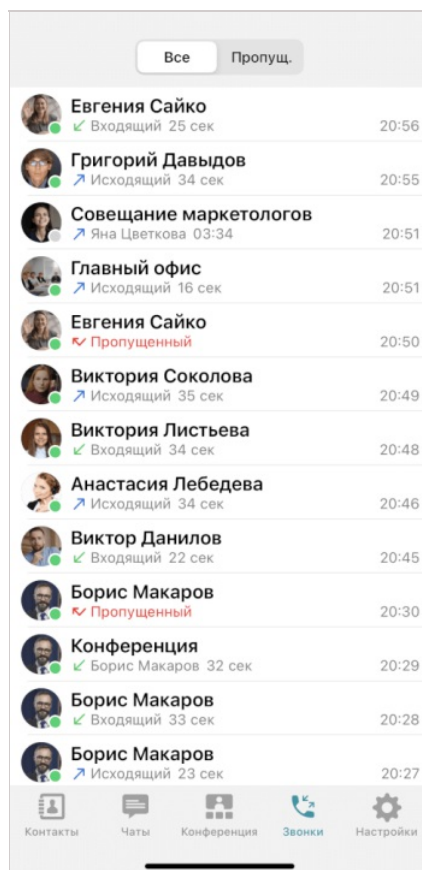 Все Пропущ.
Евгения Сайко
Входящий 25 сек 20:56
Григорий Давыдов
Исходящий 34 сек 20:55
Совещание маркетологов
Яна Цветкова 03:34 20:51
Главный офис
Исходящий 16 сек 20:51
Евгения Сайко
Пропущенный 20:50
Виктория Соколова
Исходящий 35 сек 20:49
Виктория Листьева
Входящий 34 сек 20:48
Анастасия Лебедева
Исходящий 34 сек 20:46
Виктор Данилов
Входящий 22 сек 20:45
Борис Макаров
Пропущенный 20:30
Конференция
Борис Макаров 32 сек 20:29
Борис Макаров
Входящий 33 сек 20:28
Борис Макаров
Исходящий 23 сек 20:27
Контакты Чаты Конференция Звонки Настройки